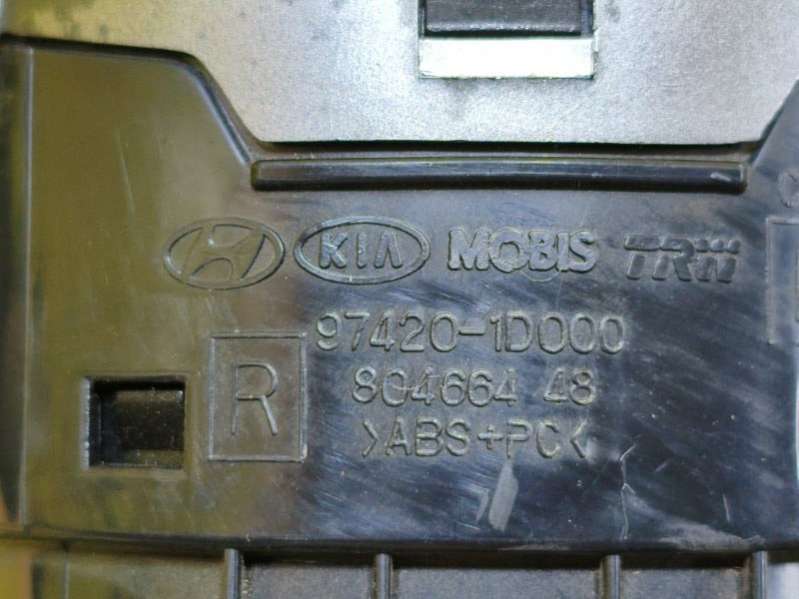 KIA MOBIS TRW
97420-1D000
R
804664 48
>ABS+PC<